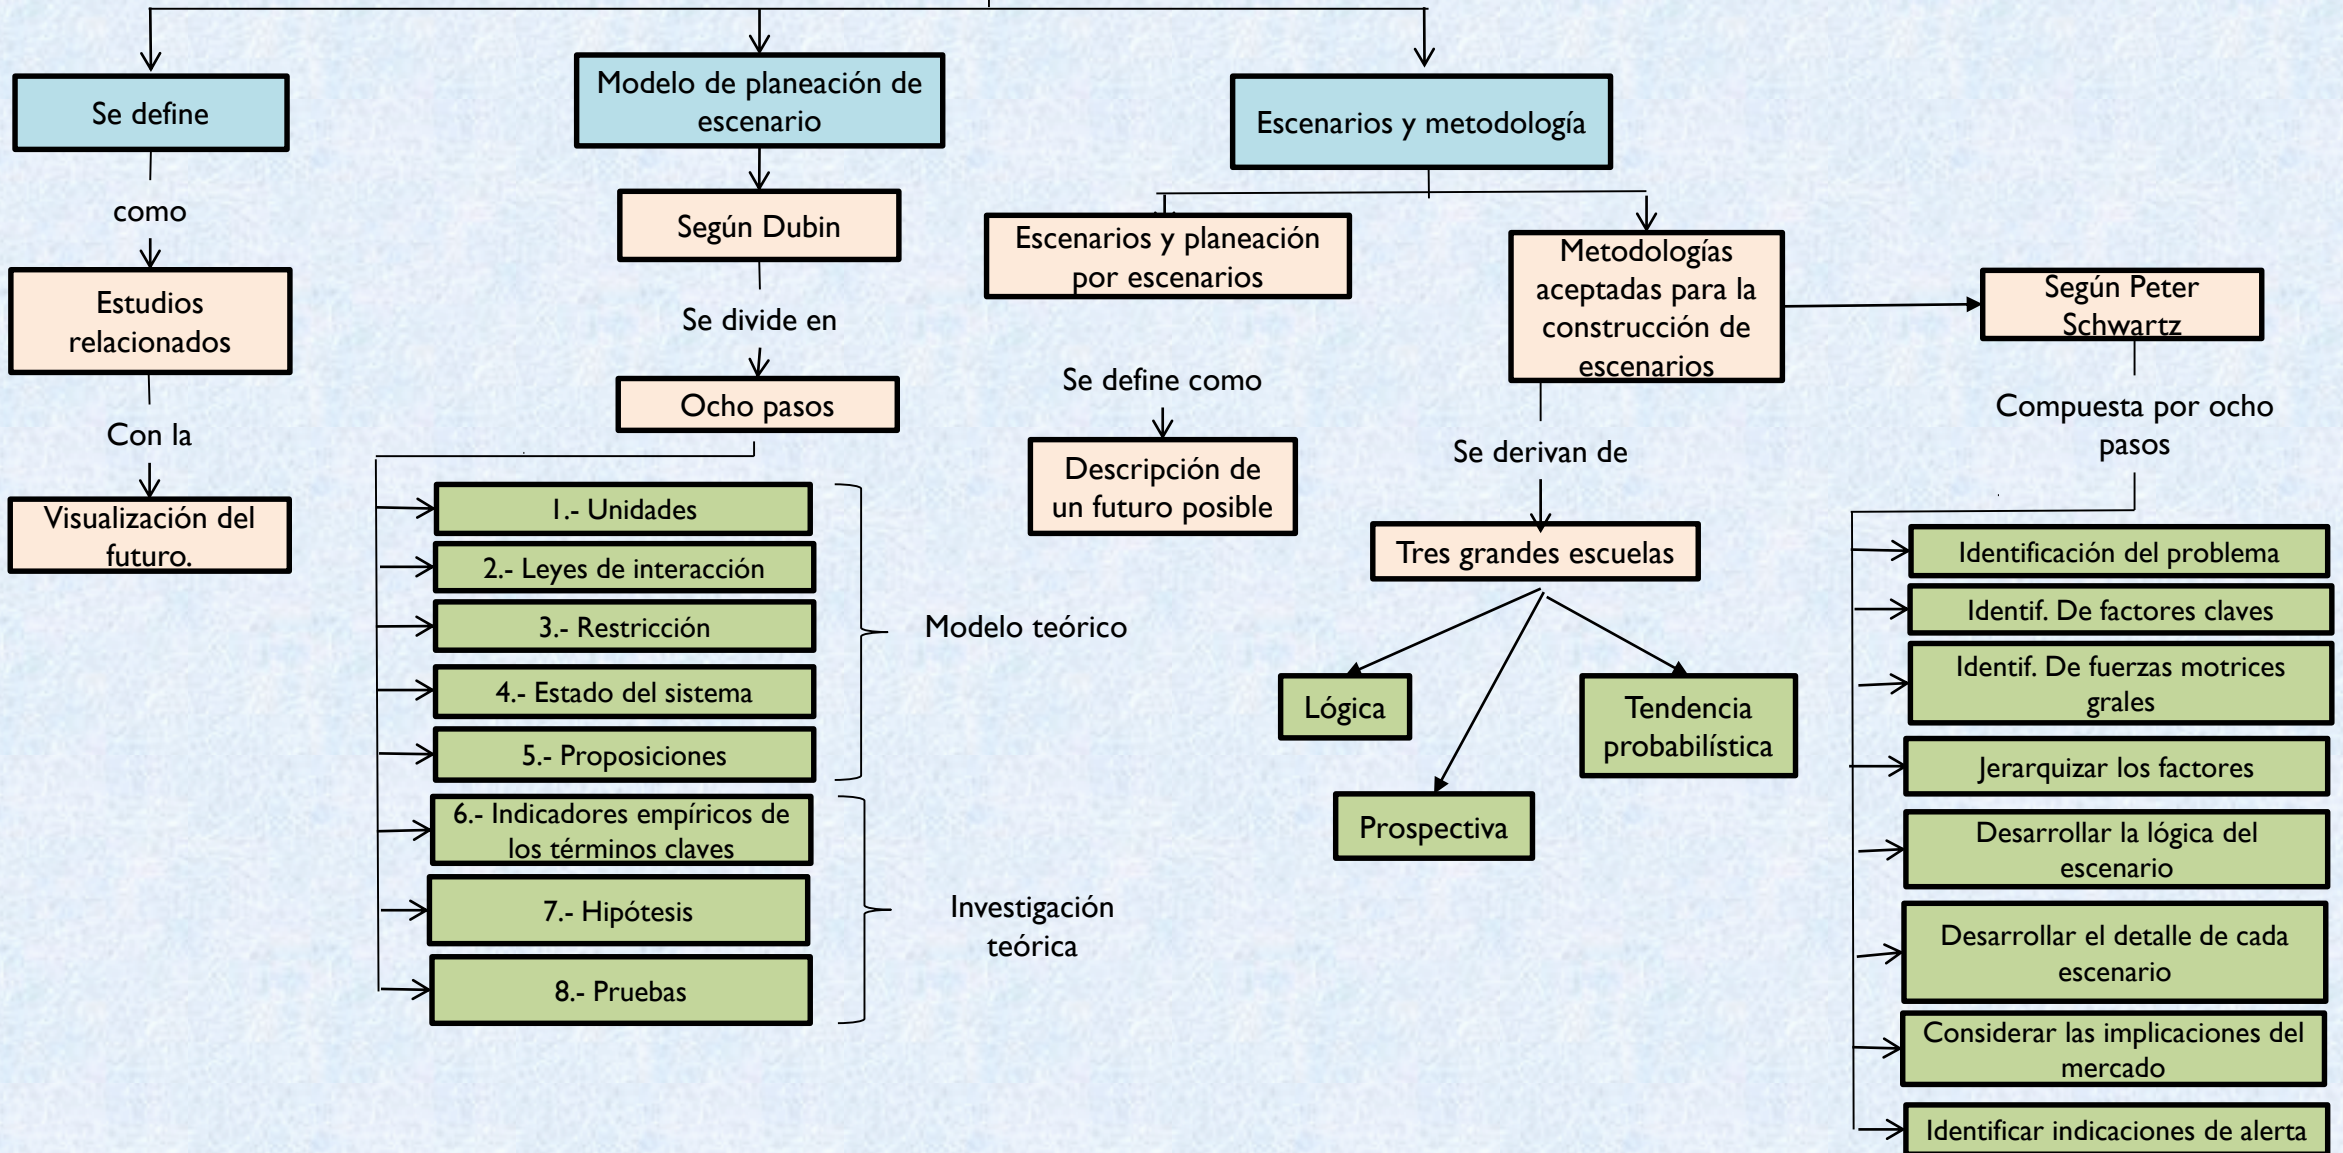 Se define
como
Estudios
relacionados
Con la
Visualización del
futuro.
Modelo de planeación de
escenario
Según Dubin
Se divide en
Ocho pasos
1.- Unidades
2.- Leyes de interacción
3.- Restricción
4.- Estado del sistema
5.- Proposiciones
Modelo teórico
6.- Indicadores empíricos de
los términos claves
7.- Hipótesis
8.- Pruebas
Investigación
teórica
Escenarios y metodología
Escenarios y planeación
por escenarios
Se define como
Descripción de
un futuro posible
Metodologías
aceptadas para la
construcción de
escenarios
Se derivan de
Tres grandes escuelas
Lógica
Prospectiva
Tendencia
probabilística
Según Peter
Schwartz
Compuesta por ocho
pasos
Identificación del problema
Identif. De factores claves
Identif. De fuerzas motrices
grales
Jerarquizar los factores
Desarrollar la lógica del
escenario
Desarrollar el detalle de cada
escenario
Considerar las implicaciones del
mercado
Identificar indicaciones de alerta